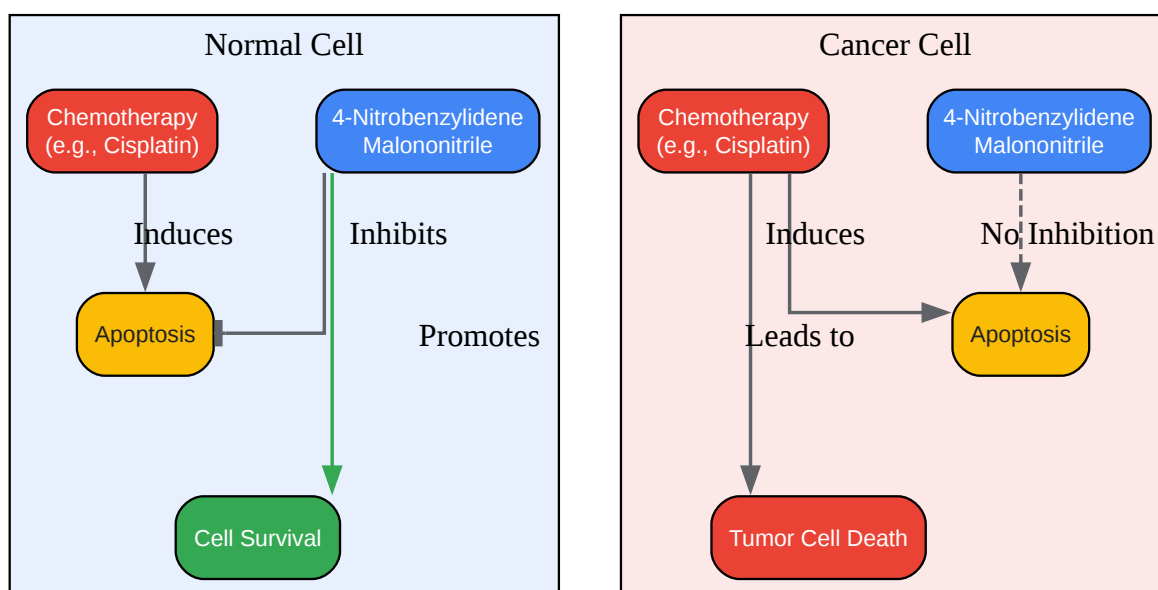 Normal Cell
Chemotherapy
(e.g., Cisplatin)
4-Nitrobenzylidene
Malononitrile
Induces
Inhibits
Apoptosis
Promotes
Cell Survival
Cancer Cell
Chemotherapy
(e.g., Cisplatin)
4-Nitrobenzylidene
Malononitrile
Induces
No Inhibition
Leads to
Apoptosis
Tumor Cell Death